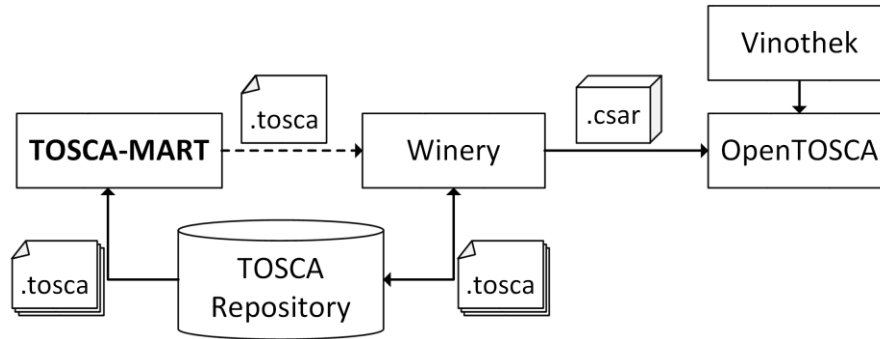 Vinothek
.tosca
.csar
TOSCA-MART
Winery
OpenTOSCA
.tosca
TOSCA
Repository
.tosca